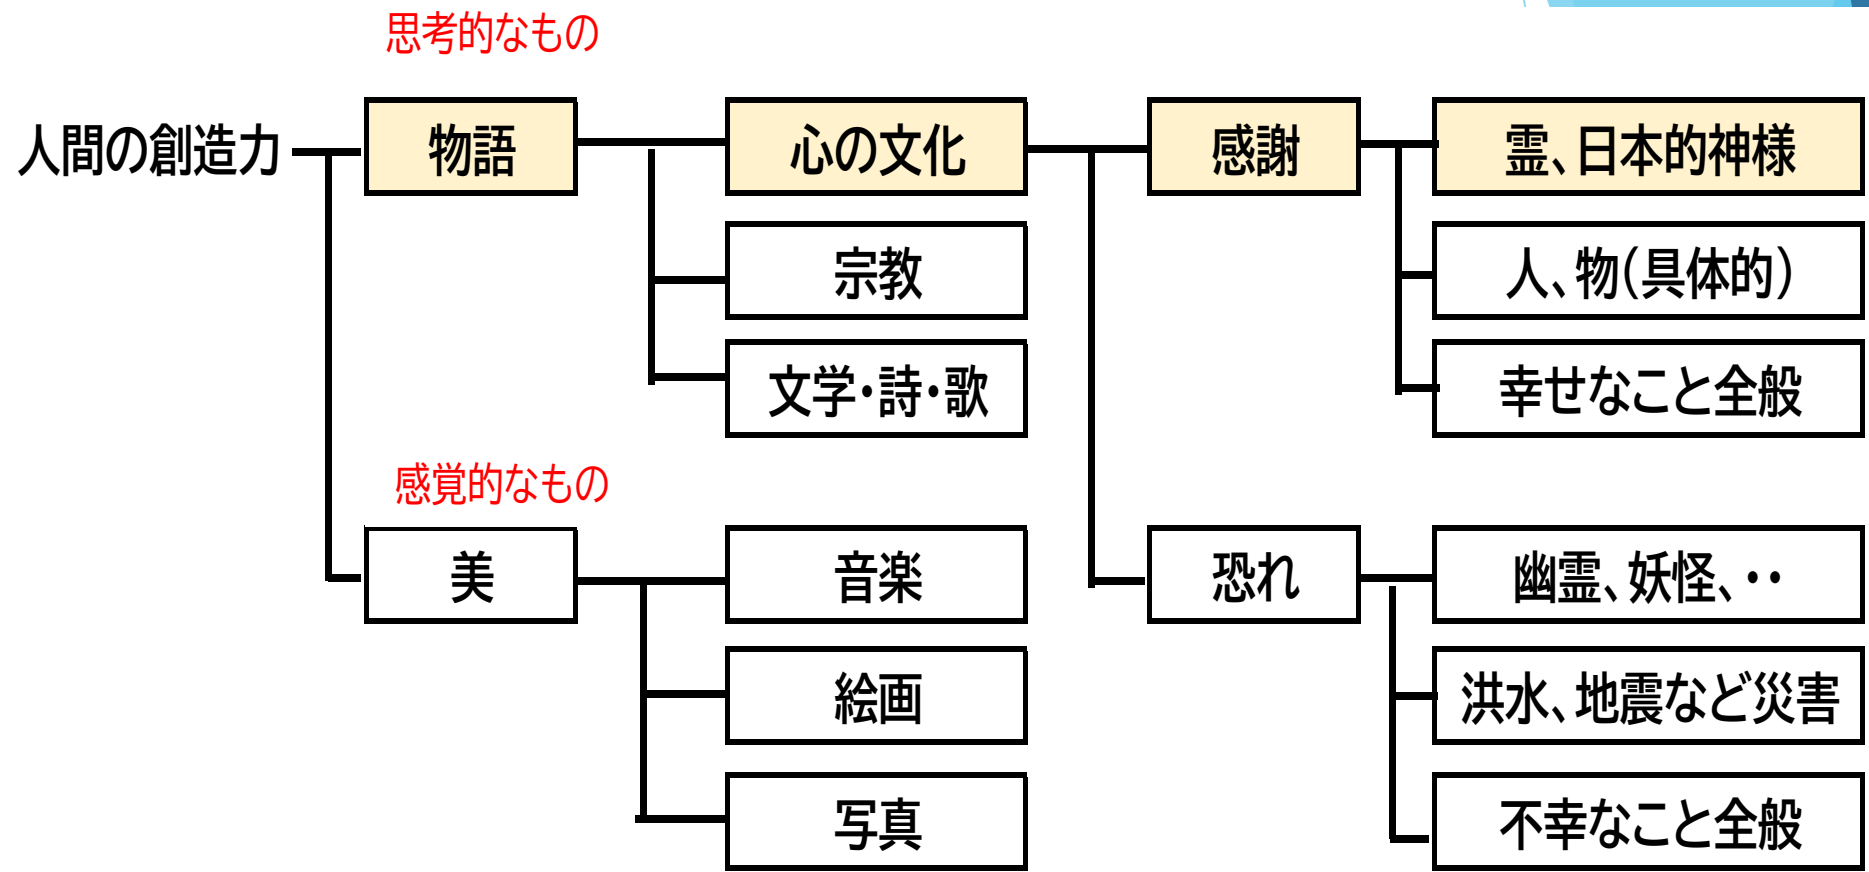 思考的なもの
人間の創造力
物語
心の文化
感謝
霊、日本的神様
宗教
人、物(具体的)
文学・詩・歌
幸せなこと全般
感覚的なもの
美
音楽
恐れ
幽霊、妖怪、・・
絵画
洪水、地震など災害
写真
不幸なこと全般